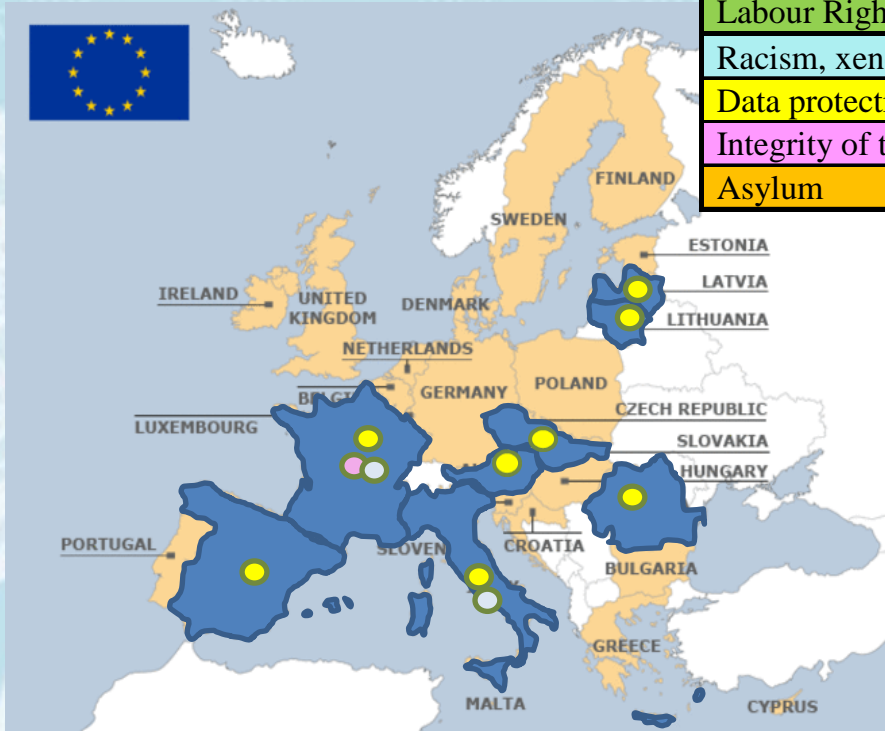 Labour Righ
Racism, xen
Data protecti
Integrity of t
Asylum
FINLAND
SWEDEN
ESTONIA
LATVIA
LITHUANIA
IRELAND
UNITED
KINGDOM
DENMARK
NETHERLANDS
BELGI
GERMANY
POLAND
LUXEMBOURG
CZECH REPUBLIC
SLOVAKIA
HUNGARY
PORTUGAL
SLOVEN
CROATIA
BULGARIA
GREECE
MALTA
CYPRUS